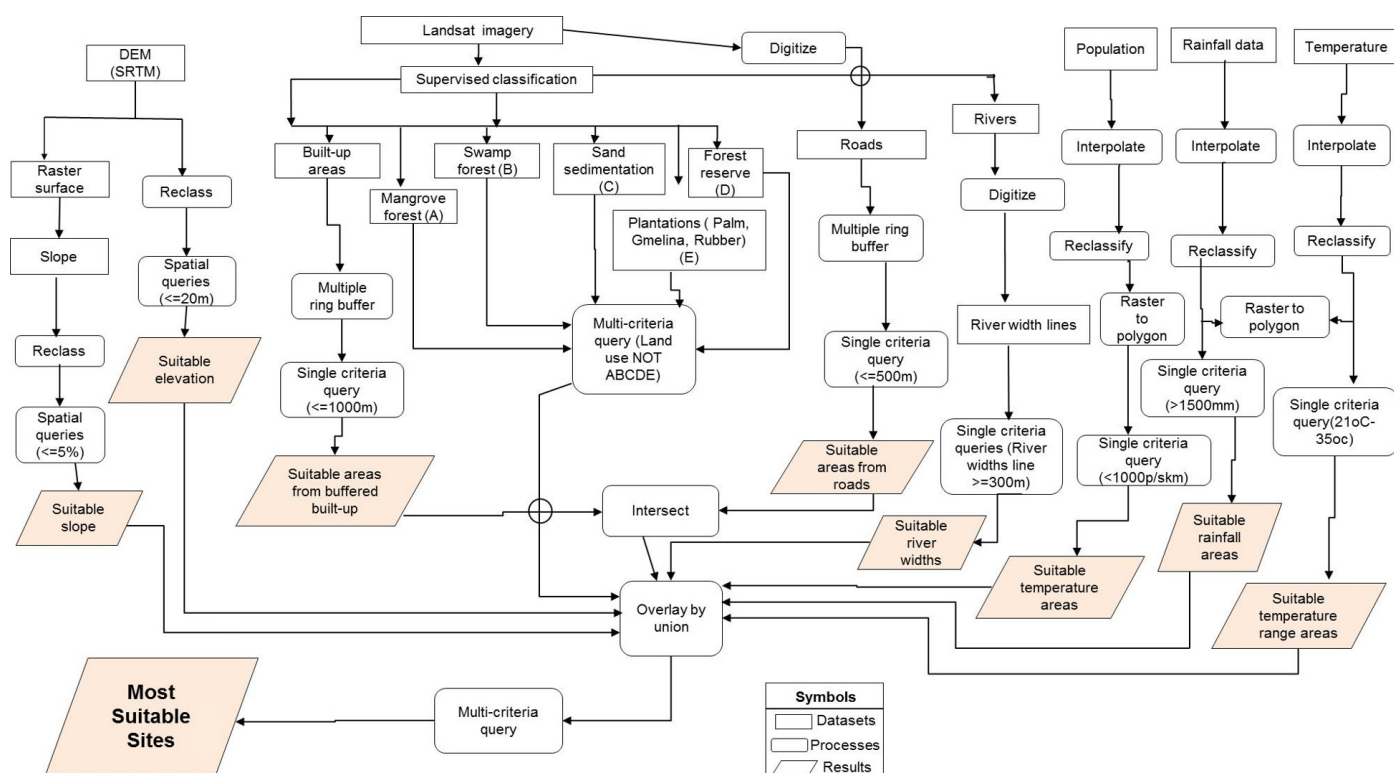 Landsat imagery
Digitize
DEM
(SRTM)
Supervised classification
Population
Rainfall data
Temperature
Rivers
Roads
Raster
surface
Reclass
Built-up
areas
Mangrove
forest (A)
Swamp
forest (B)
Sand
sedimentation
(C)
Forest
reserve
(D)
Plantations ( Palm,
Gmelina, Rubber)
(E)
Interpolate
Interpolate
Interpolate
Digitize
Multiple ring
buffer
Slope
Spatial
queries
(<=20m)
Multiple
ring buffer
Reclassify
Reclassify
Reclassify
Multi-criteria
query (Land
use NOT
ABCDE)
River width lines
Raster
to
polygon
Raster to
polygon
Reclass
Suitable
elevation
Single criteria
query
(<=1000m)
Single criteria
query
(<=500m)
Single criteria
query
(>1500mm)
Single criteria
query(21oC-
35oc)
Spatial
queries
(<=5%)
Single criteria
queries (River
widths line
>=300m)
Single criteria
query
(<1000p/skm)
Suitable
slope
Suitable areas
from buffered
built-up
Intersect
Suitable
areas from
roads
Suitable
river
widths
Suitable
temperature
areas
Suitable
rainfall
areas
Suitable
temperature
range areas
Overlay by
union
Most
Suitable
Sites
Multi-criteria
query
Symbols
Datasets
Processes
Results